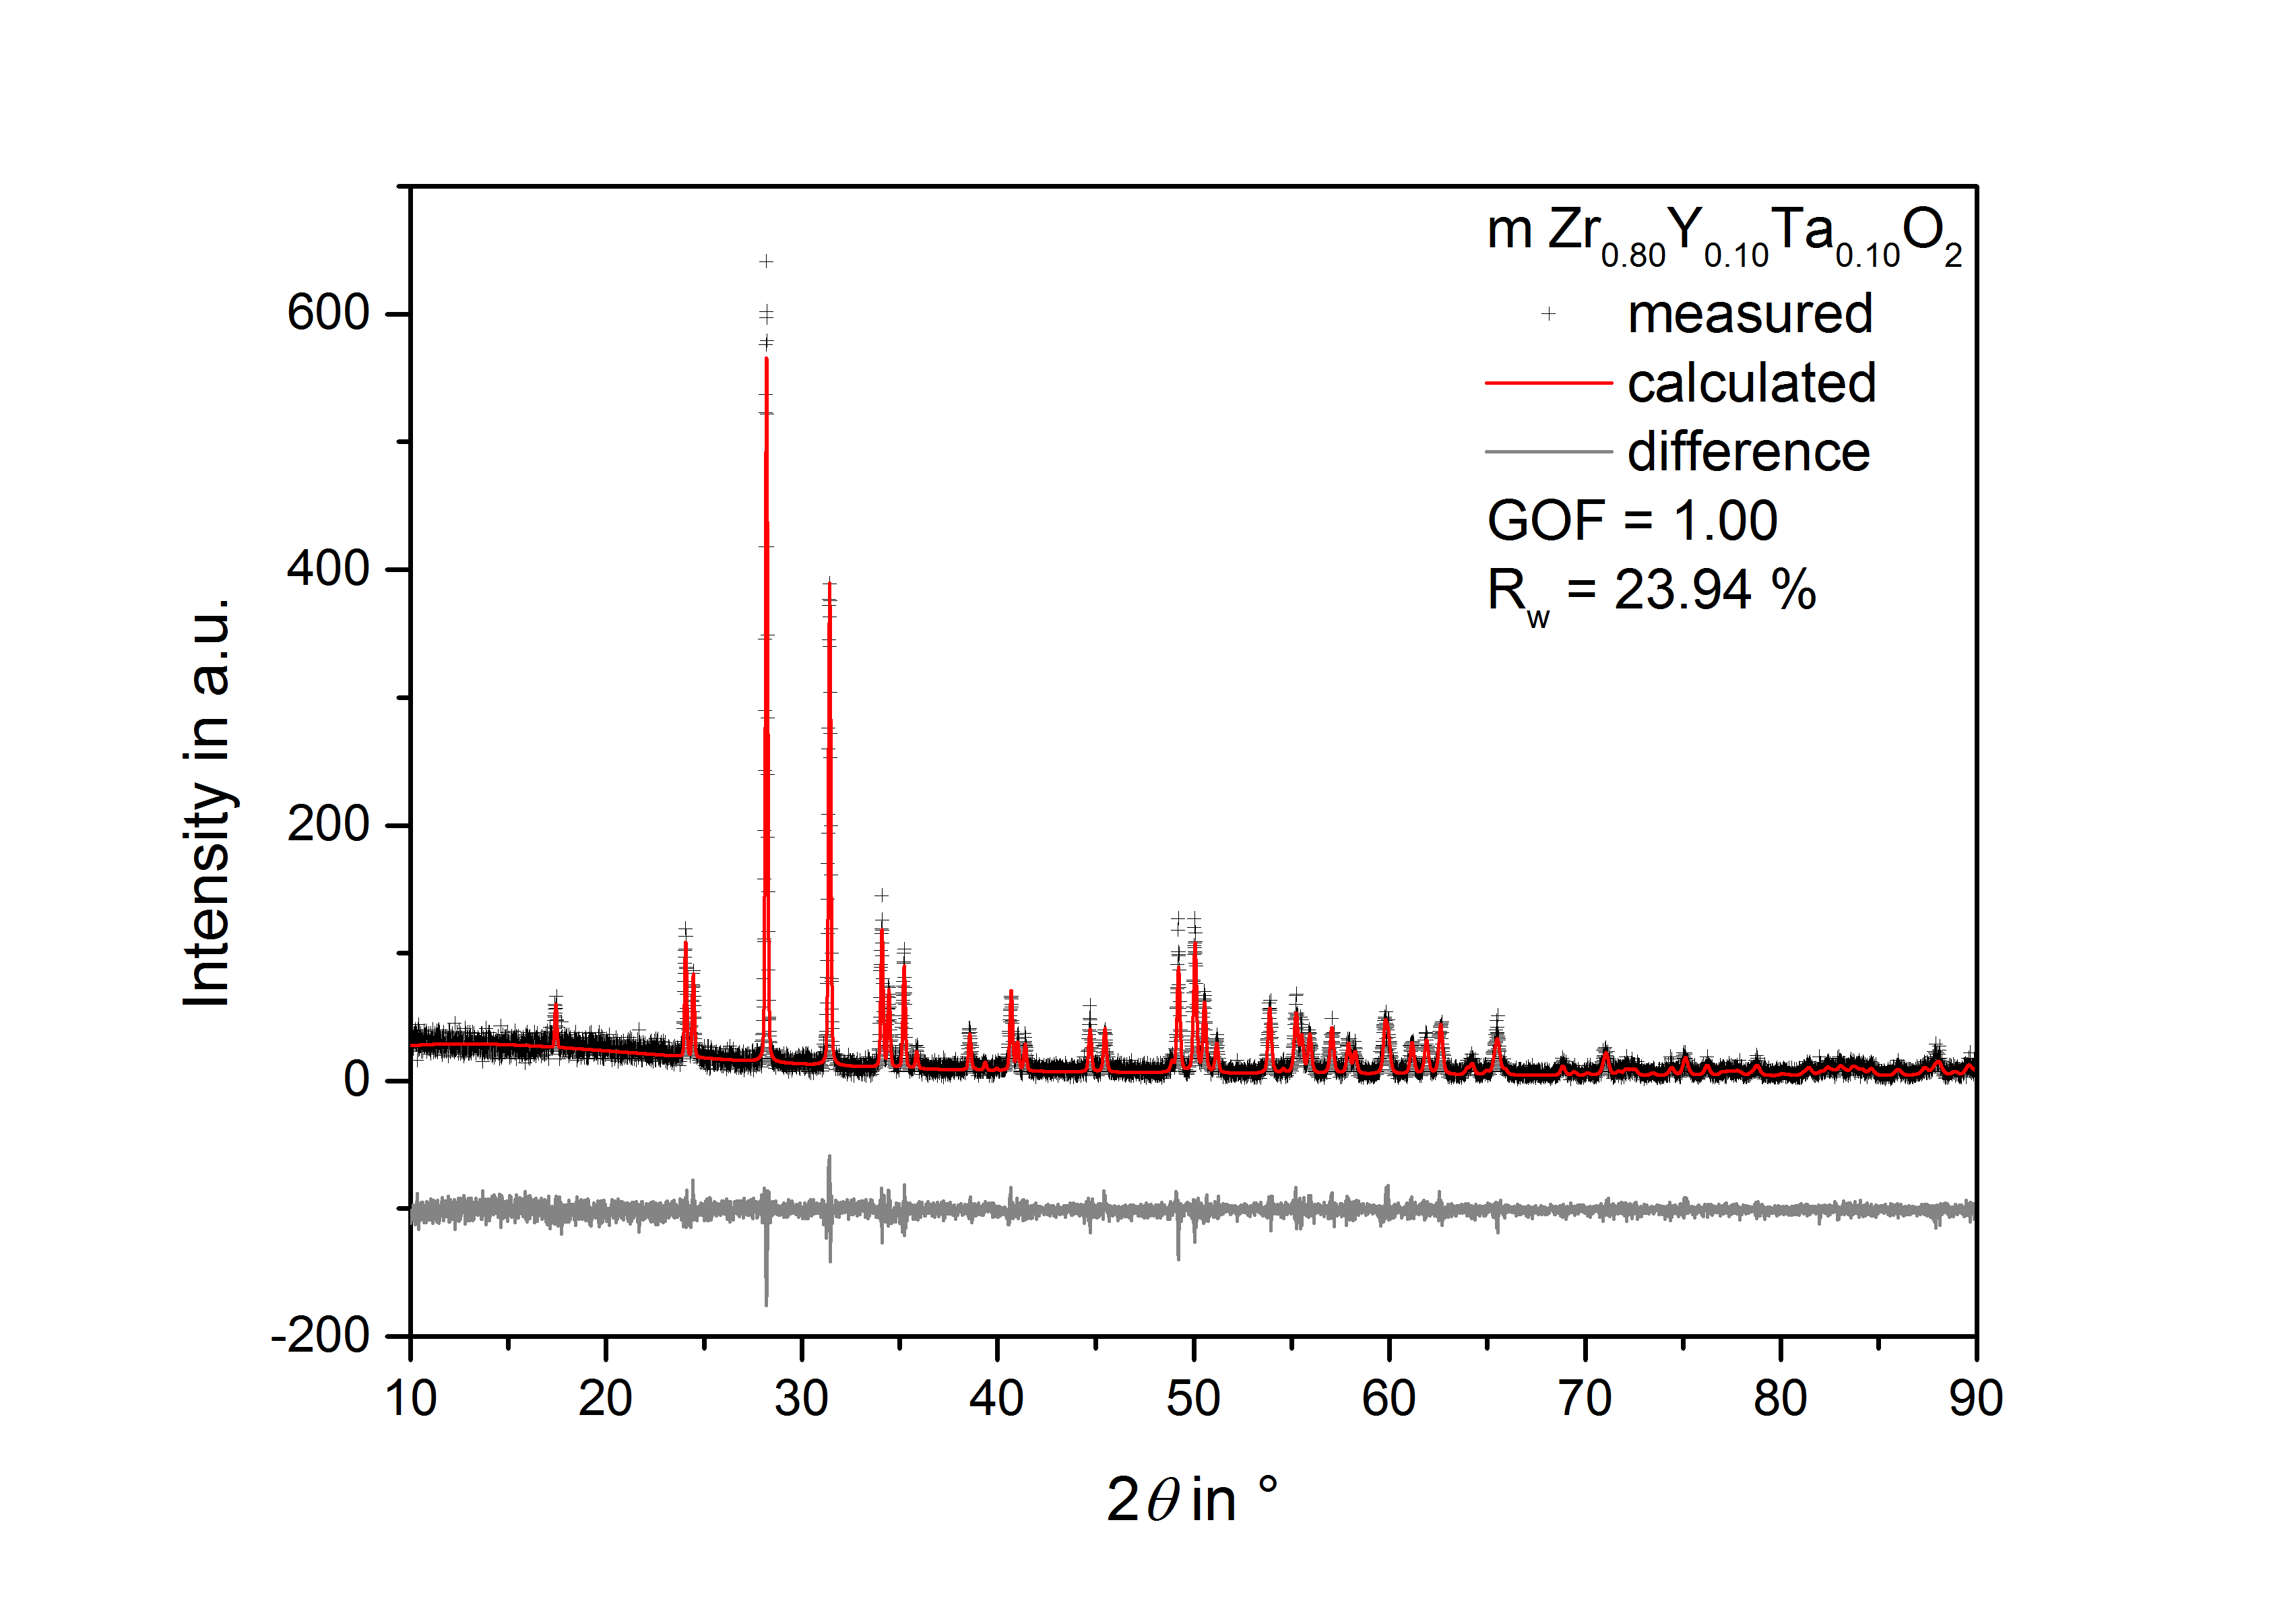 m Zr0.80Y0.10Ta0.10O2
measured
calculated
difference
GOF = 1.00
Rw = 23.94 %
600
400
200
0
-200
Intensity in a.u.
10 20 30 40 50 60 70 80 90
2θ in °